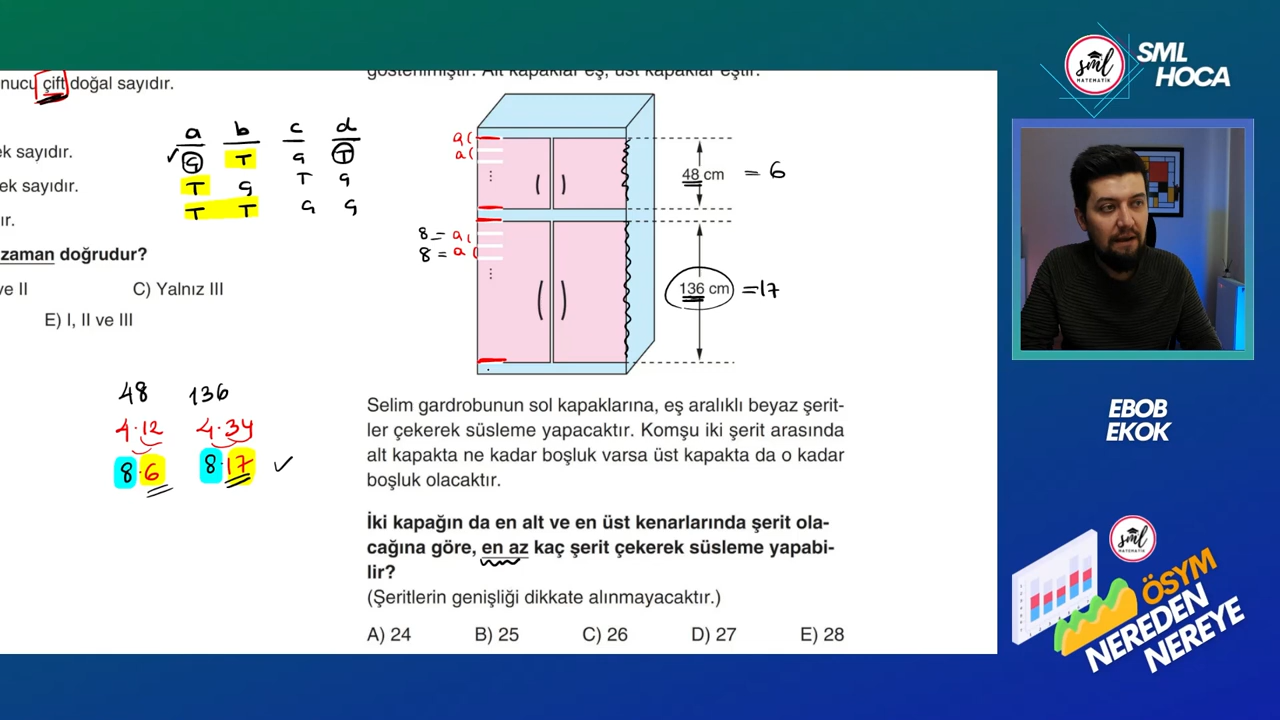 nucu çift doğal sayıdır.
a b c d
G T G T
T G T G
T T G G
ek sayıdır.
ek sayıdır.
ır.
zaman doğrudur?
ve II
C) Yalnız III
E) I, II ve III
48 136
4·12 4·34
8·6 8·17
gösterilmiştir. Alt kapaklar eş, üst kapaklar eştir.
a
a
48 cm = 6
8 = a
8 = a
136 cm =17
Selim gardrobunun sol kapaklarına, eş aralıklı beyaz şerit-
ler çekerek süsleme yapacaktır. Komşu iki şerit arasında
alt kapakta ne kadar boşluk varsa üst kapakta da o kadar
boşluk olacaktır.
İki kapağın da en alt ve en üst kenarlarında şerit ola-
cağına göre, en az kaç şerit çekerek süsleme yapabi-
lir?
(Şeritlerin genişliği dikkate alınmayacaktır.)
A) 24 B) 25 C) 26 D) 27 E) 28
sml
MATEMATİK
SML
HOCA
EBOB
EKOK
sml
MATEMATİK
ÖSYM
NEREDEN
NEREYE